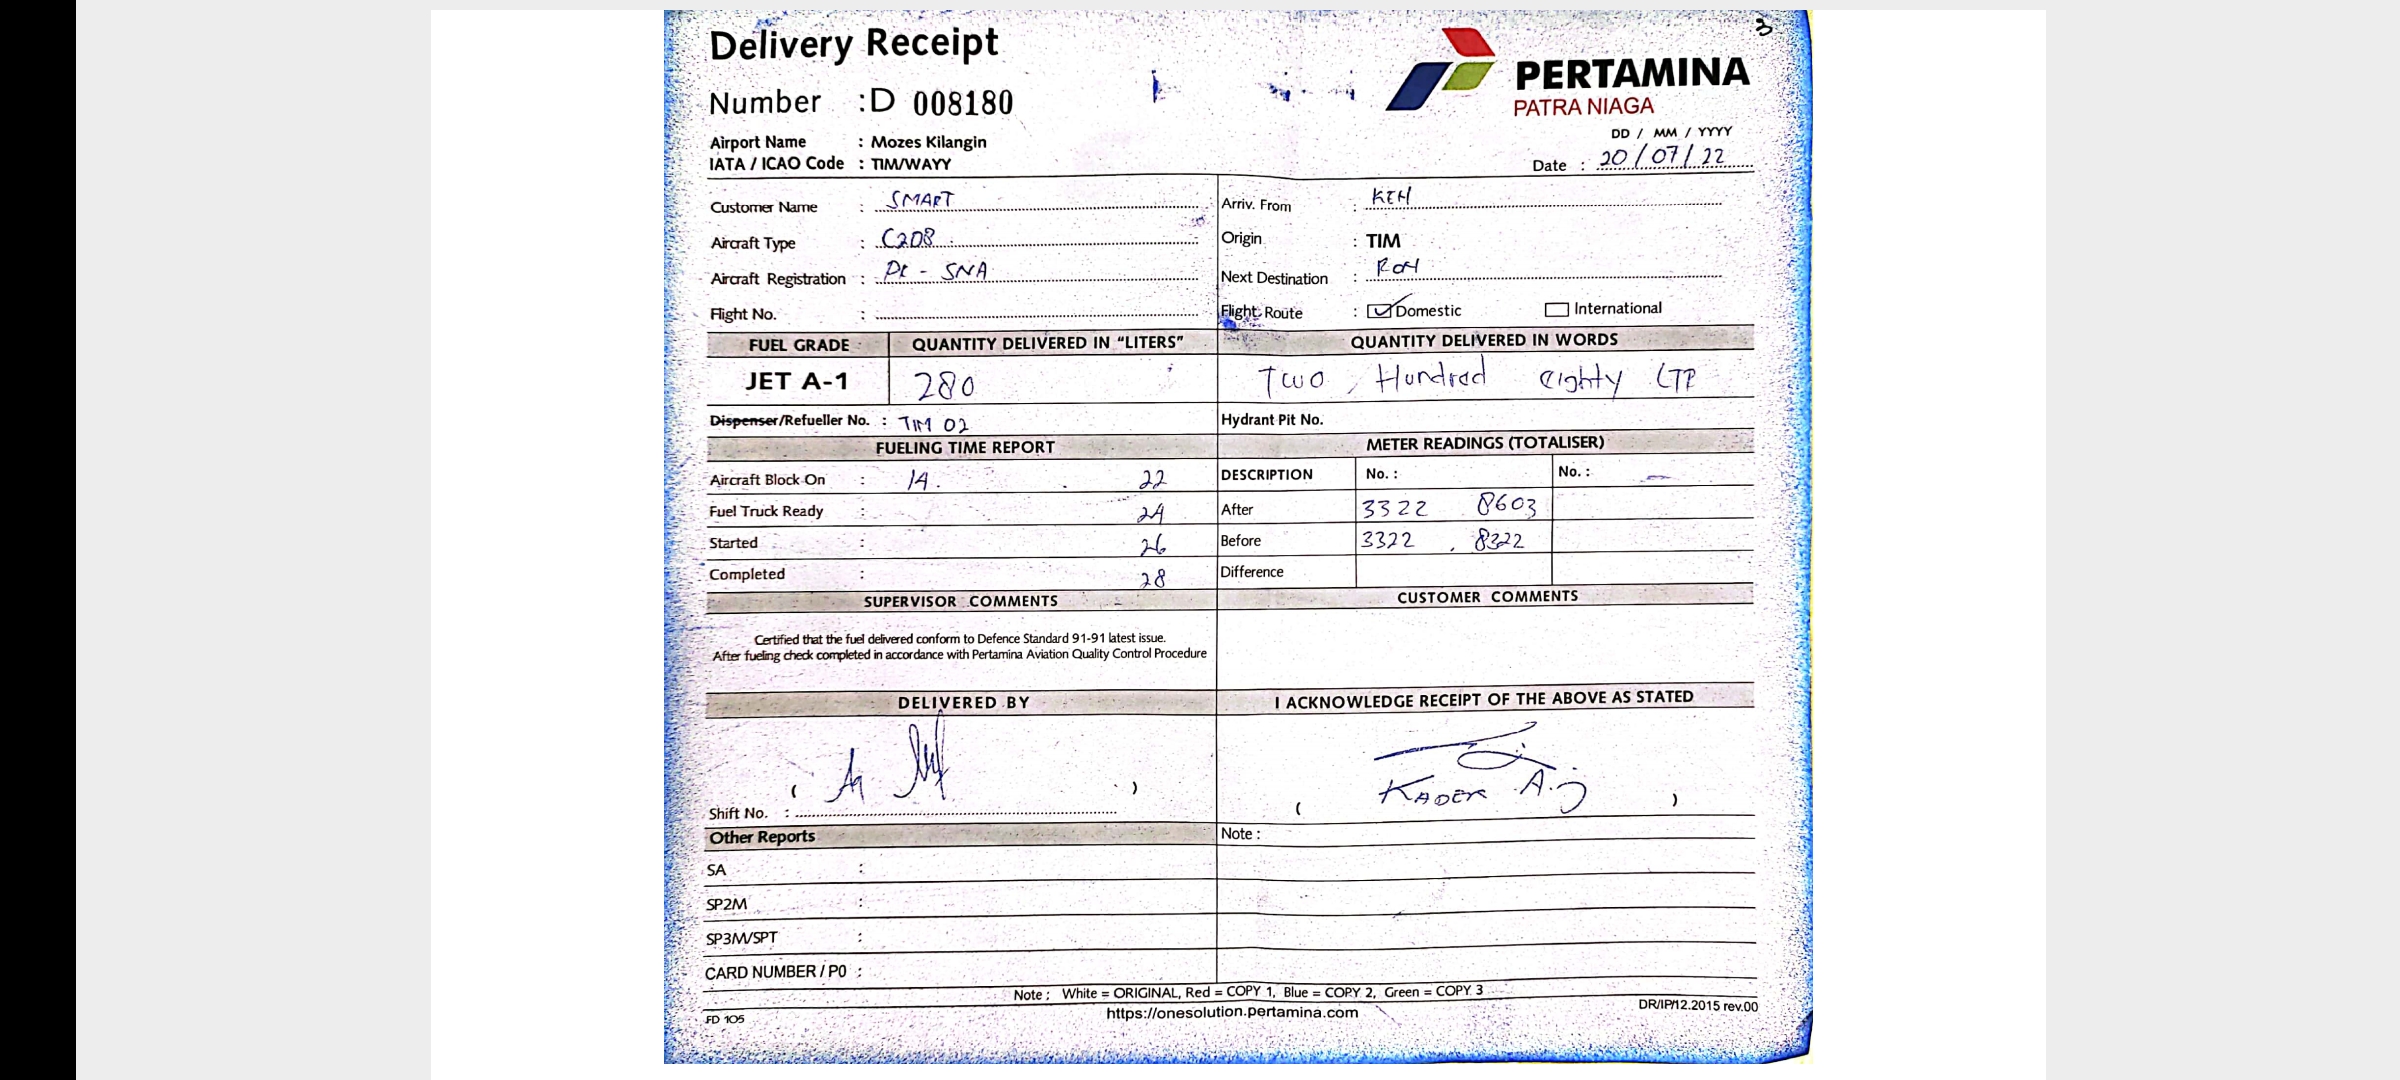 3
Delivery Receipt
PERTAMINA
PATRA NIAGA
Number :D 008180
Airport Name : Mozes Kilangin
IATA / ICAO Code : TIM/WAYY
DD / MM / YYYY
Date : 20/07/22
Customer Name : SMART
Arriv. From : KEH
Aircraft Type : C208
Origin : TIM
Aircraft Registration : PK - SNA
Next Destination :
Flight No. :
Flight Route : Domestic International
FUEL GRADE QUANTITY DELIVERED IN "LITERS" QUANTITY DELIVERED IN WORDS
JET A-1 280 Two Hundred eighty LTR
Dispenser/Refueller No. : TIM 02 Hydrant Pit No.
FUELING TIME REPORT METER READINGS (TOTALISER)
Aircraft Block On : 14. 22 DESCRIPTION No. : No. : —
Fuel Truck Ready : 24 After 3322 8603
Started : 26 Before 3322 . 8322
Completed : 28 Difference
SUPERVISOR COMMENTS CUSTOMER COMMENTS
Certified that the fuel delivered conform to Defence Standard 91-91 latest issue.
After fueling check completed in accordance with Pertamina Aviation Quality Control Procedure
DELIVERED BY I ACKNOWLEDGE RECEIPT OF THE ABOVE AS STATED
( ) ( KADEK A.J )
Shift No. :
Other Reports Note :
SA :
SP2M :
SP3M/SPT :
CARD NUMBER / PO :
Note : White = ORIGINAL, Red = COPY 1, Blue = COPY 2, Green = COPY 3
FD 105 https://onesolution.pertamina.com DR/IP/12.2015 rev.00